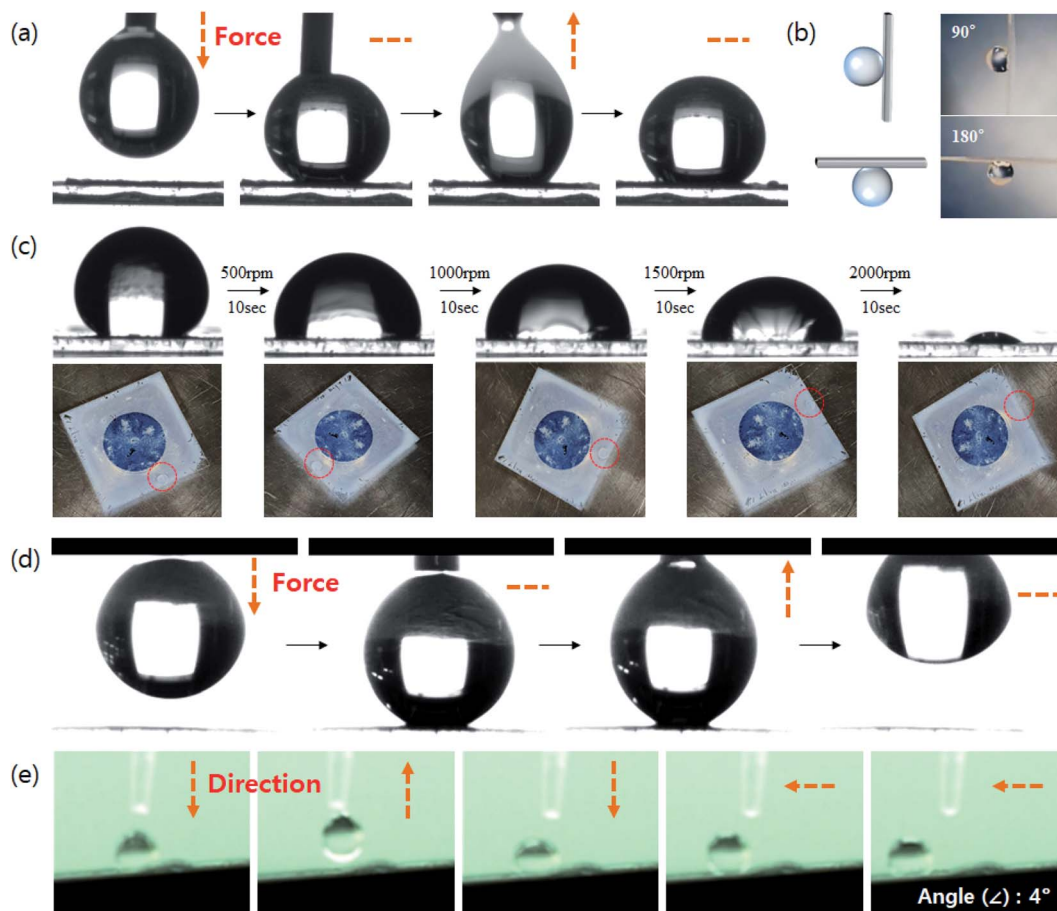 (a)
Force
(b)
90°
180°
(c)
500rpm
10sec
1000rpm
10sec
1500rpm
10sec
2000rpm
10sec
(d)
Force
(e)
Direction
Angle (∠) : 4°